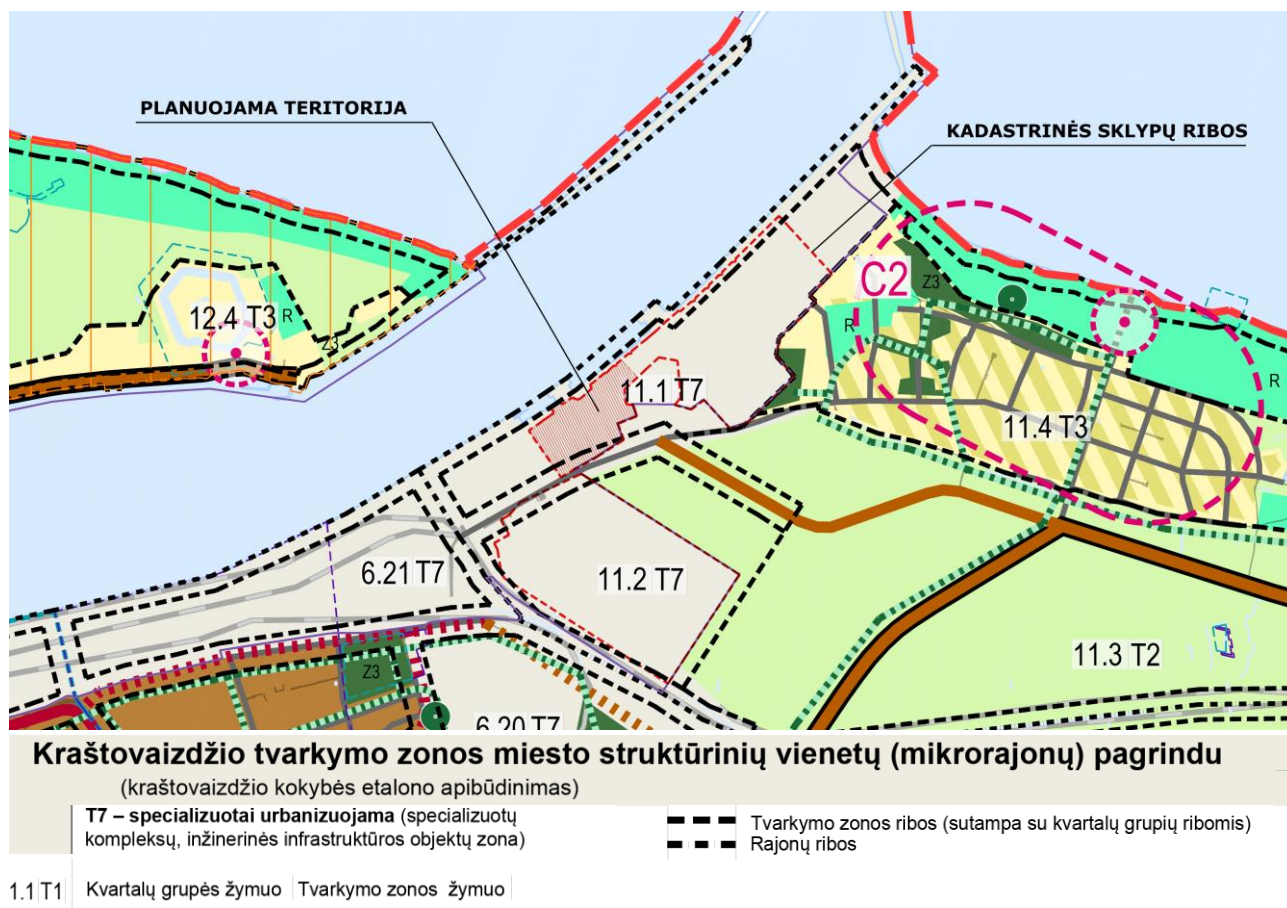 PLANUOJAMA TERITORIJA
KADASTRINĖS SKLYPŲ RIBOS
C2
Z3
12.4 T3
R
Z3
R
R
11.1 T7
11.4 T3
6.21 T7
11.2 T7
11.3 T2
Z3
6.20 T7
Kraštovaizdžio tvarkymo zonos miesto struktūrinių vienetų (mikrorajonų) pagrindu
(kraštovaizdžio kokybės etalono apibūdinimas)
T7 – specializuotai urbanizuojama (specializuotų
kompleksų, inžinerinės infrastruktūros objektų zona)
Tvarkymo zonos ribos (sutampa su kvartalų grupių ribomis)
Rajonų ribos
1.1 T1 Kvartalų grupės žymuo Tvarkymo zonos žymuo